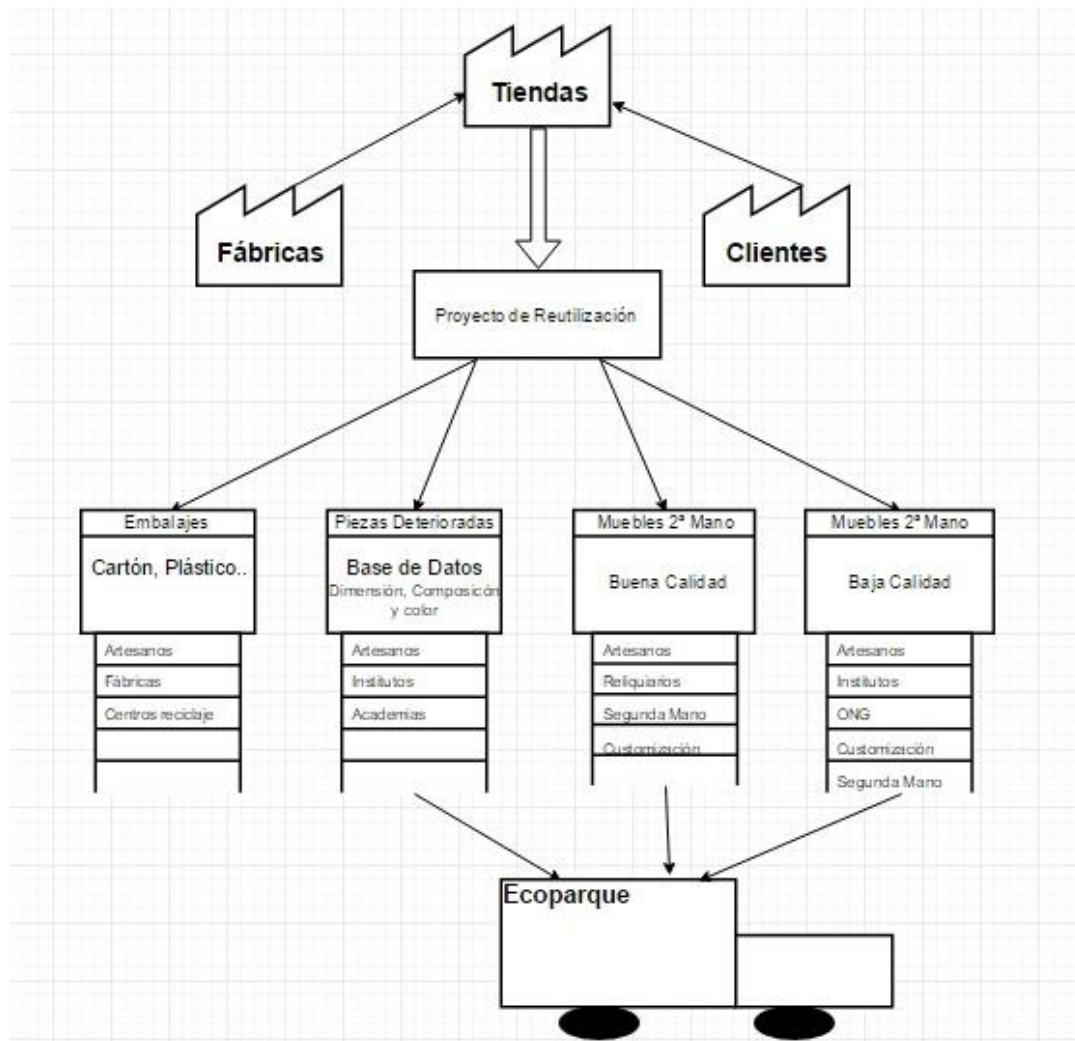 Tiendas
Fábricas
Clientes
Proyecto de Reutilización
Embalajes
Cartón, Plástico..
Artesanos
Fábricas
Centros reciclaje
Piezas Deterioradas
Base de Datos
Dimensión, Composicón
y color
Artesanos
Institutos
Academias
Muebles 2ª Mano
Buena Calidad
Artesanos
Reliquiarios
Segunda Mano
Customización
Muebles 2ª Mano
Baja Calidad
Artesanos
Institutos
ONG
Customización
Segunda Mano
Ecoparque